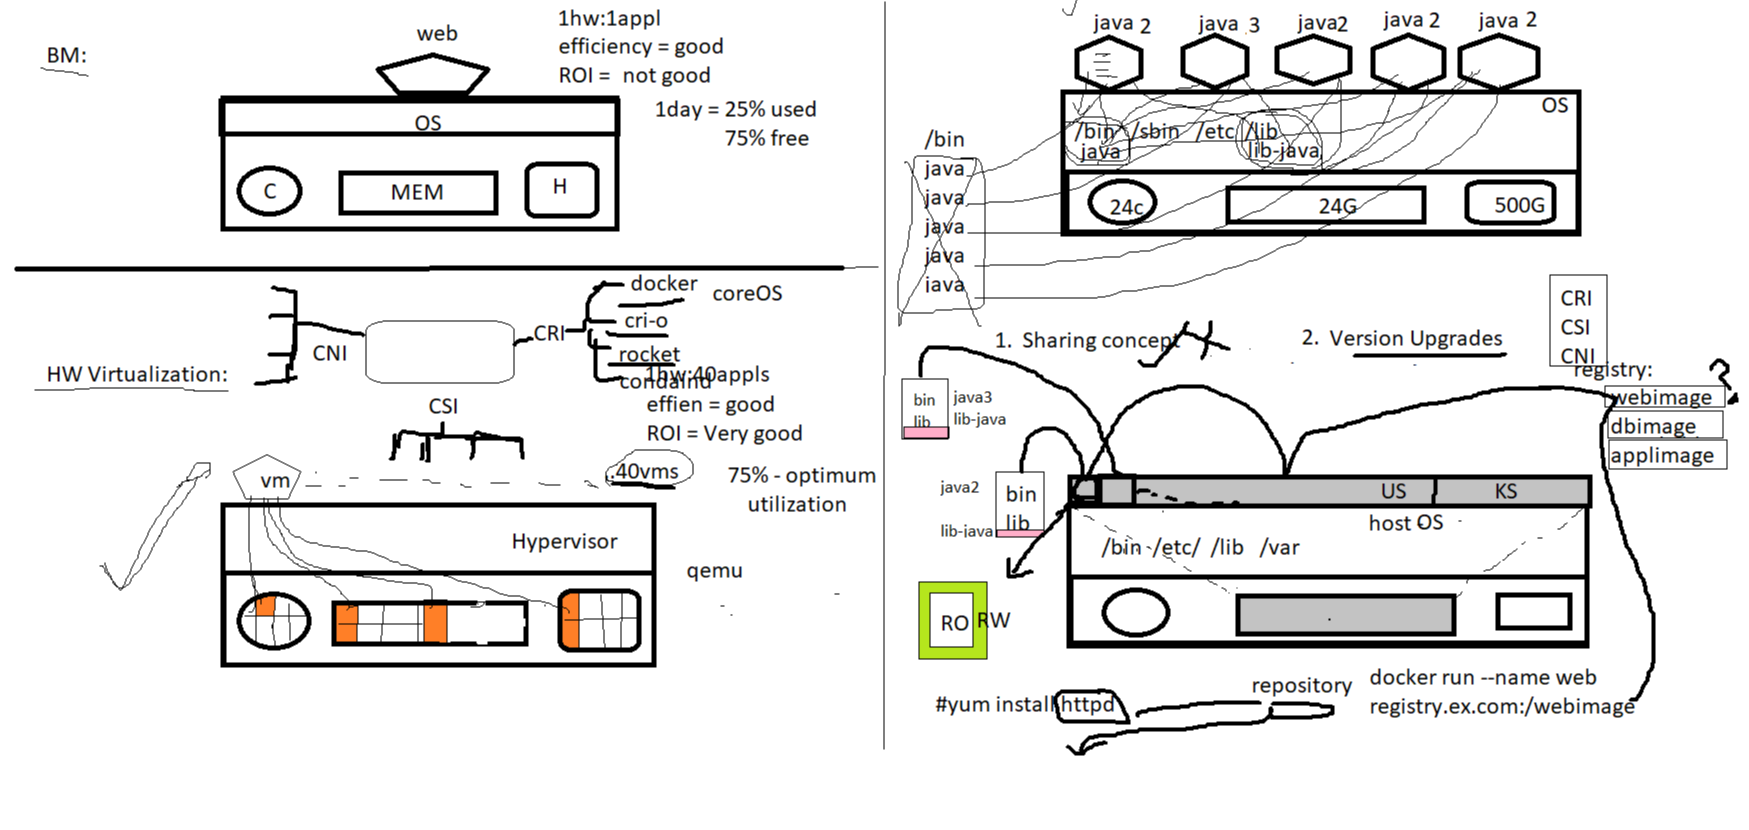 BM:
web
1hw:1appl
efficiency = good
ROI =  not good
1day = 25% used
75% free
OS
C
MEM
H
docker
coreOS
cri-o
CRI
rocket
CNI
HW Virtualization:
1hw:40appls
CSI
effien = good
ROI = Very good
vm
40vms
75% - optimum
utilization
Hypervisor
qemu
java 2
java 3
java2
java 2
java 2
OS
/bin /sbin /etc /lib
java
lib-java
/bin
java
java
java
java
java
24c
24G
500G
1. Sharing concept
2. Version Upgrades
CRI
CSI
CNI
registry:
webimage
dbimage
applimage
bin
lib
java3
lib-java
java2
lib-java
bin
lib
US
KS
host OS
/bin /etc/ /lib /var
RO
RW
#yum install httpd
repository
docker run --name web
registry.ex.com:/webimage